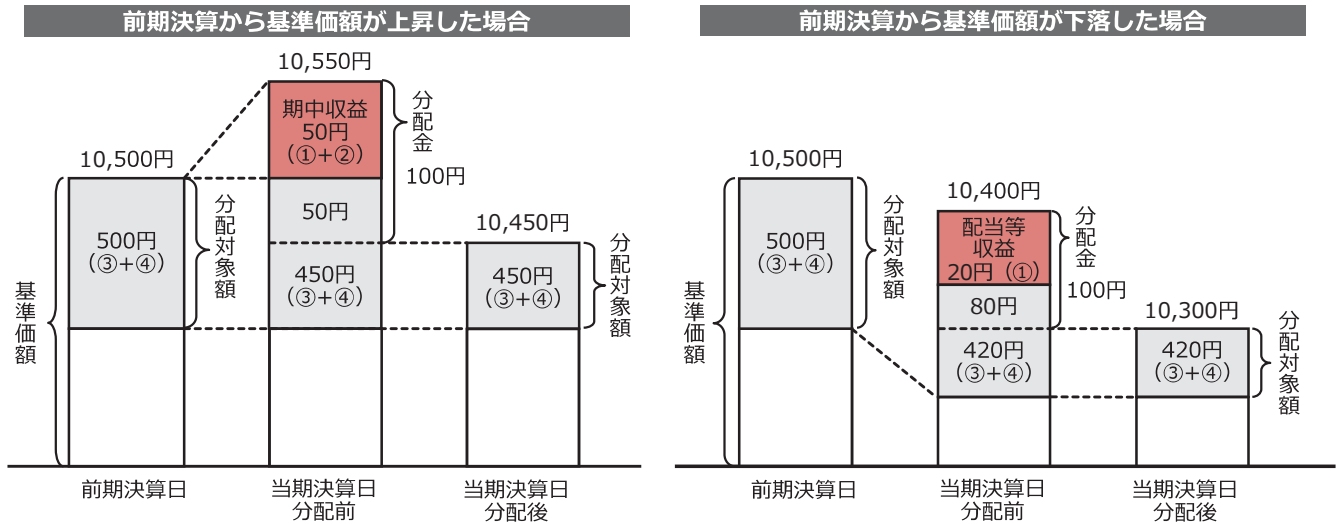 前期決算から基準価額が上昇した場合
10,550円
期中収益
50円
（①+②）
分配金
100円
10,500円
500円
（③+④）
分配対象額
50円
450円
（③+④）
10,450円
450円
（③+④）
分配対象額
基準価額
前期決算日
当期決算日
分配前
当期決算日
分配後
前期決算から基準価額が下落した場合
10,500円
500円
（③+④）
分配対象額
10,400円
配当等
収益
20円（①）
分配金
100円
80円
420円
（③+④）
10,300円
420円
（③+④）
分配対象額
基準価額
前期決算日
当期決算日
分配前
当期決算日
分配後